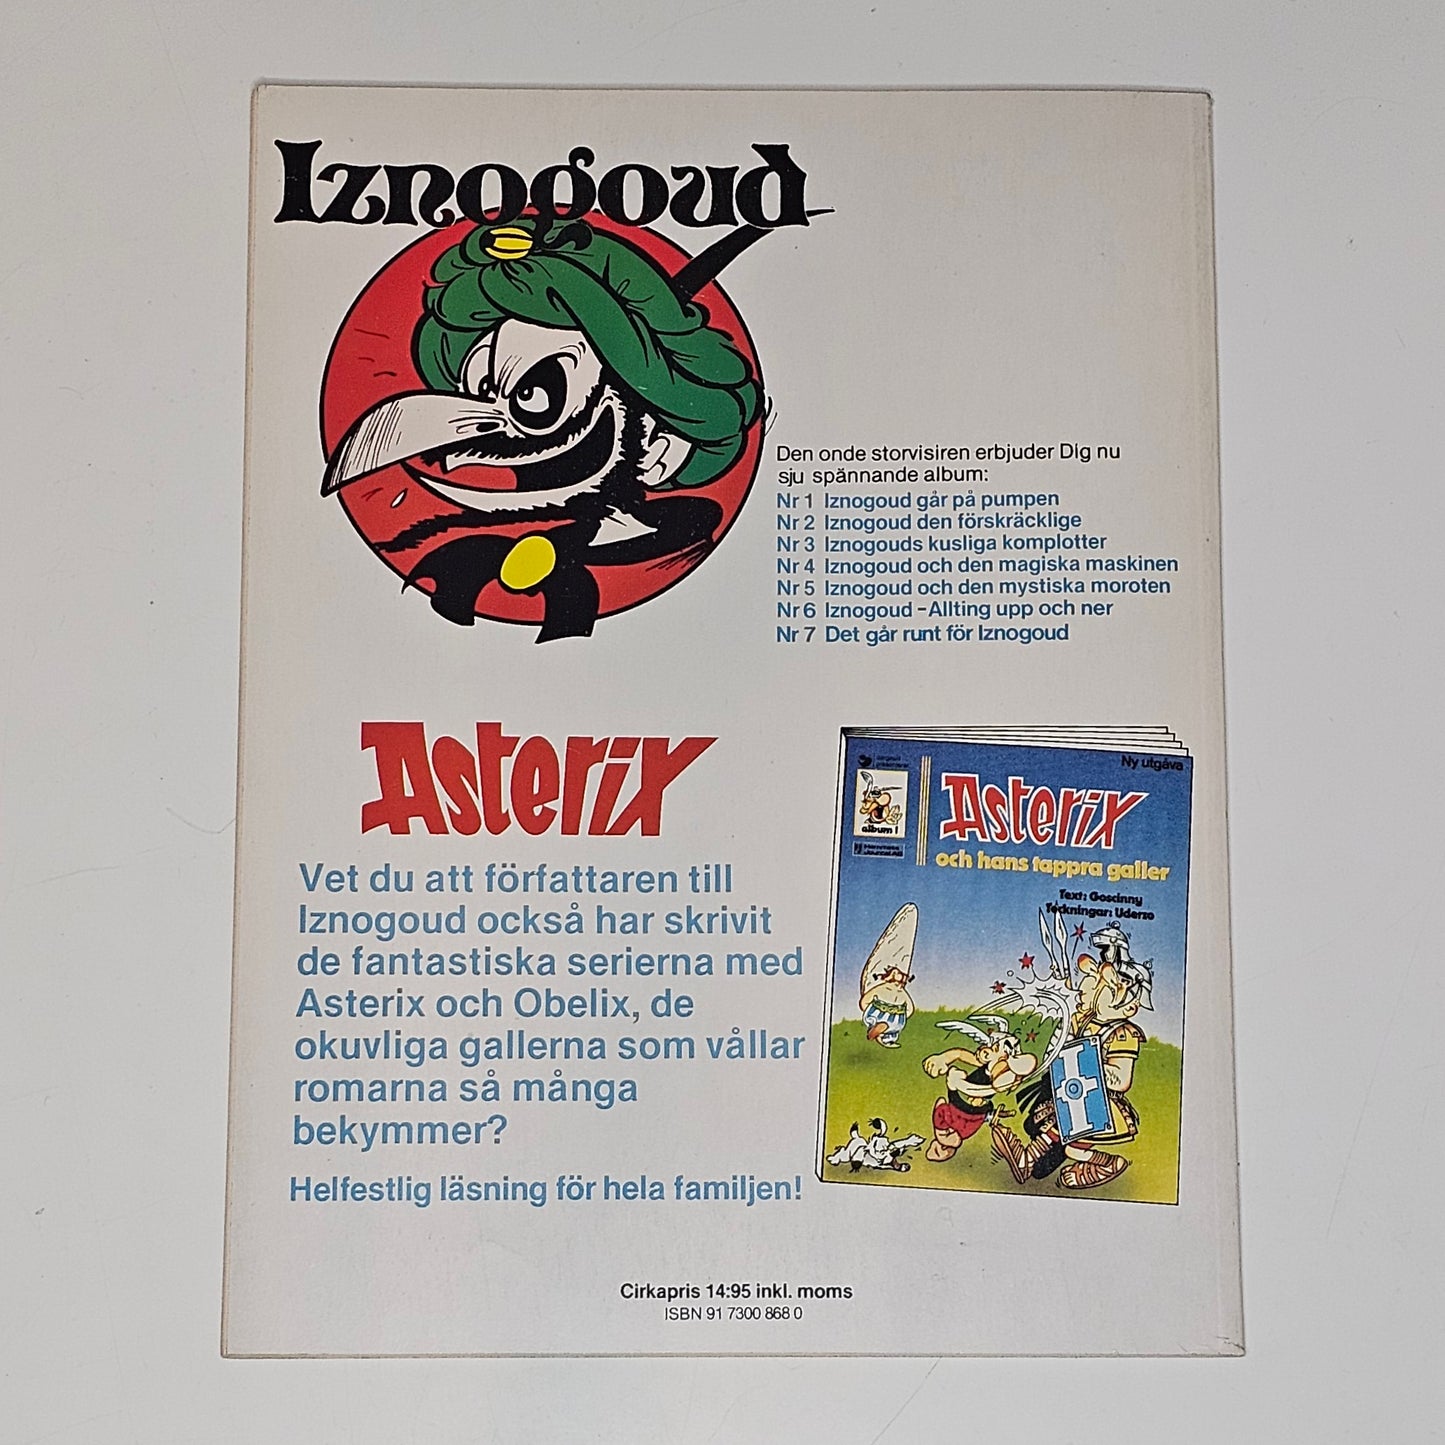 Iznogoud
Den onde storvisiren erbjuder Dig nu
sju spännande album:
Nr 1 Iznogoud går på pumpen
Nr 2 Iznogoud den förskräcklige
Nr 3 Iznogouds kusliga komplotter
Nr 4 Iznogoud och den magiska maskinen
Nr 5 Iznogoud och den mystiska moroten
Nr 6 Iznogoud - Allting upp och ner
Nr 7 Det går runt för Iznogoud
Asterix
Vet du att författaren till
Iznogoud också har skrivit
de fantastiska serierna med
Asterix och Obelix, de
okuvliga gallerna som vållar
romarna så många
bekymmer?
Helfestlig läsning för hela familjen!
Ny utgåva
album 1
Asterix
och hans tappra galler
Text: Goscinny
Teckningar: Uderzo
Cirkapris 14:95 inkl. moms
ISBN 91 7300 868 0